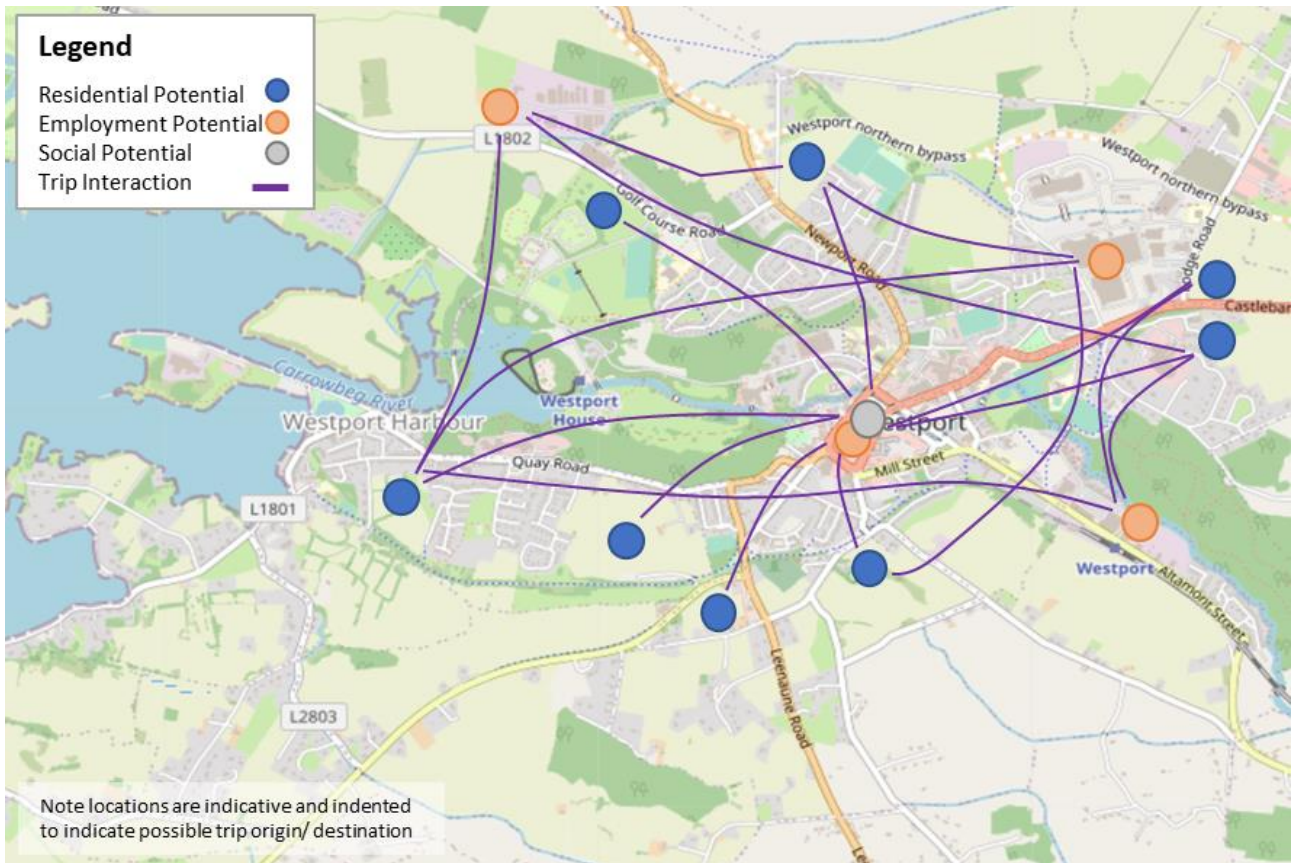 Legend
Residential Potential
Employment Potential
Social Potential
Trip Interaction
L1802
Westport northern bypass
Westport northern bypass
Golf Course Road
Newport Road
odge Road
Castlebar
Carrowbeg River
Westport House
Westport Harbour
estport
Quay Road
Mill Street
L1801
Westport
Altamont Street
Leenaune Road
L2803
Lee
Note locations are indicative and indented
to indicate possible trip origin/ destination